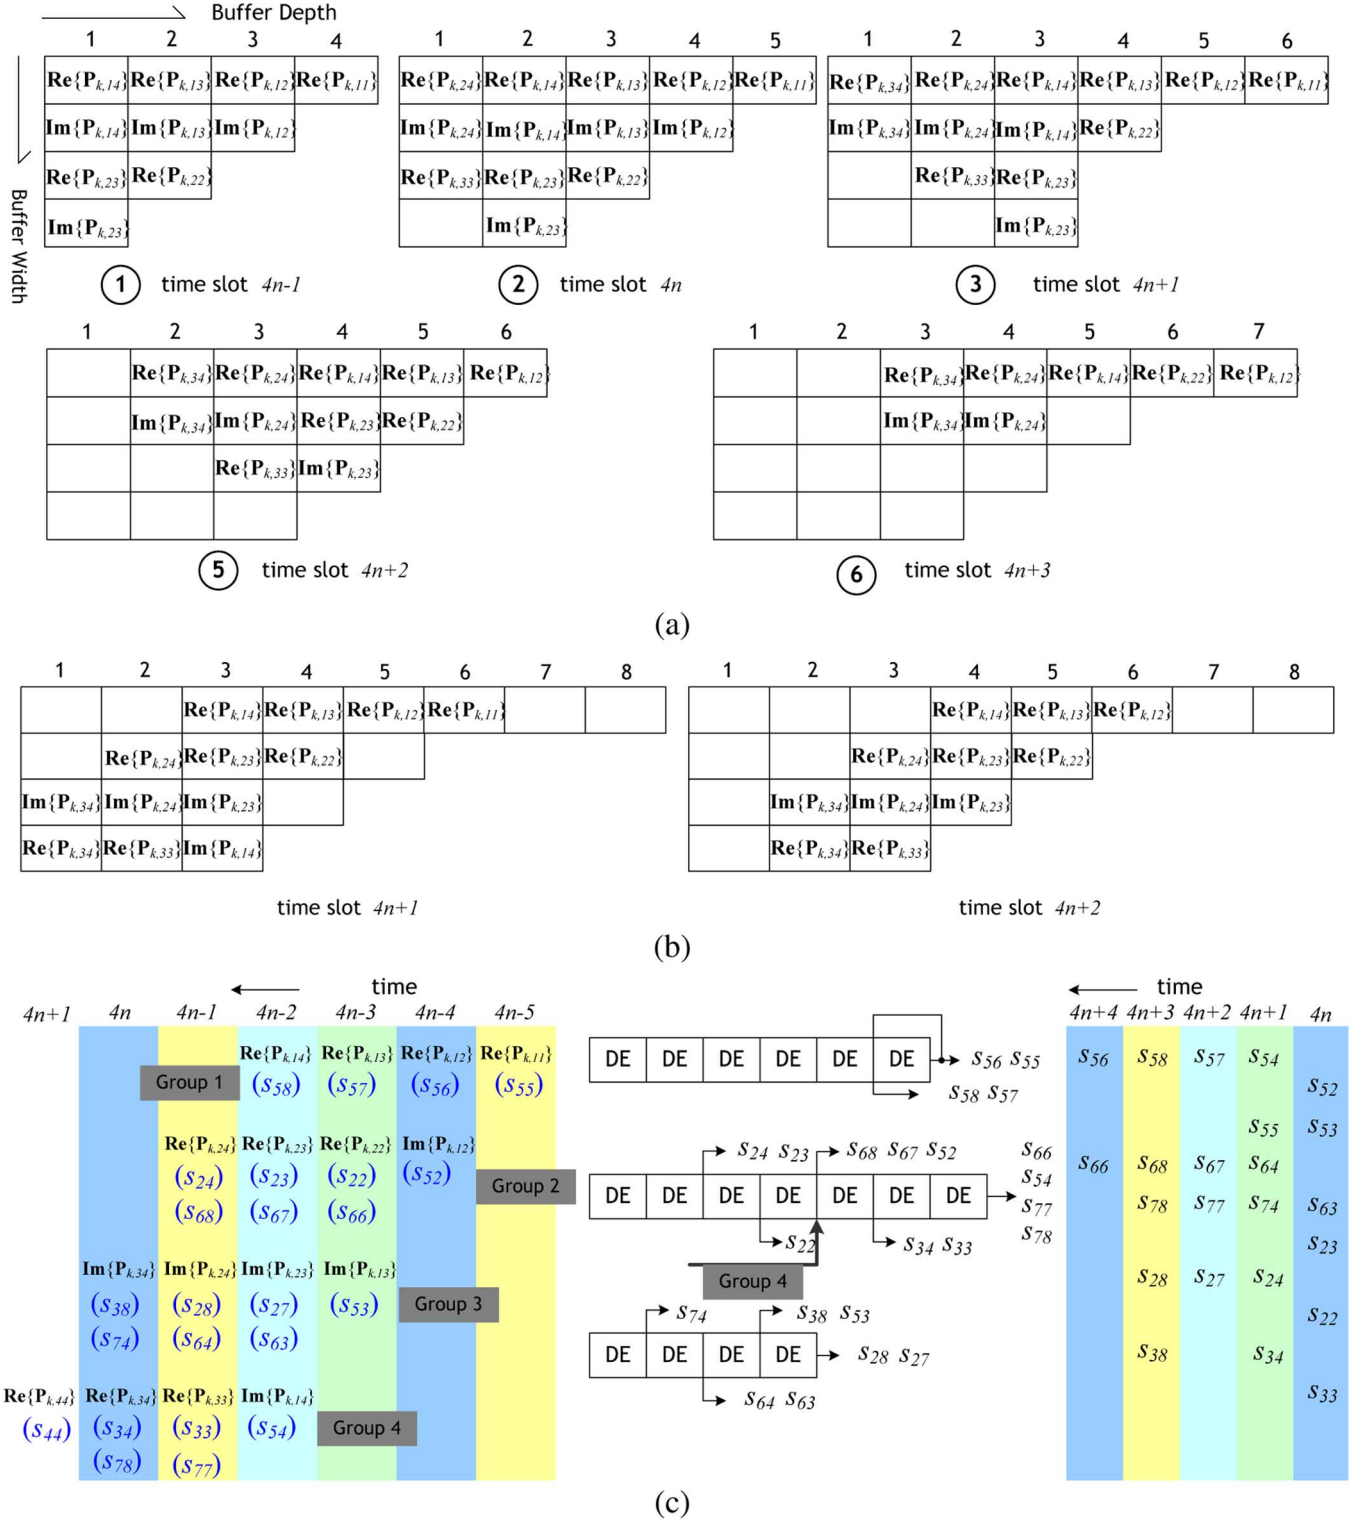 Buffer Depth
1 2 3 4
Re{P_k,14} Re{P_k,13} Re{P_k,12} Re{P_k,11}
Im{P_k,14} Im{P_k,13} Im{P_k,12}
Re{P_k,23} Re{P_k,22}
Im{P_k,23}
Buffer Width
1 time slot 4n-1
1 2 3 4 5
Re{P_k,24} Re{P_k,14} Re{P_k,13} Re{P_k,12} Re{P_k,11}
Im{P_k,24} Im{P_k,14} Im{P_k,13} Im{P_k,12}
Re{P_k,33} Re{P_k,23} Re{P_k,22}
Im{P_k,23}
2 time slot 4n
1 2 3 4 5 6
Re{P_k,34} Re{P_k,24} Re{P_k,14} Re{P_k,13} Re{P_k,12} Re{P_k,11}
Im{P_k,34} Im{P_k,24} Im{P_k,14} Re{P_k,22}
Re{P_k,33} Re{P_k,23}
Im{P_k,23}
3 time slot 4n+1
1 2 3 4 5 6
Re{P_k,34} Re{P_k,24} Re{P_k,14} Re{P_k,13} Re{P_k,12}
Im{P_k,34} Im{P_k,24} Re{P_k,23} Re{P_k,22}
Re{P_k,33} Im{P_k,23}
5 time slot 4n+2
1 2 3 4 5 6 7
Re{P_k,34} Re{P_k,24} Re{P_k,14} Re{P_k,22} Re{P_k,12}
Im{P_k,34} Im{P_k,24}
6 time slot 4n+3
(a)
1 2 3 4 5 6 7 8
Re{P_k,14} Re{P_k,13} Re{P_k,12} Re{P_k,11}
Re{P_k,24} Re{P_k,23} Re{P_k,22}
Im{P_k,34} Im{P_k,24} Im{P_k,23}
Re{P_k,34} Re{P_k,33} Im{P_k,14}
time slot 4n+1
1 2 3 4 5 6 7 8
Re{P_k,14} Re{P_k,13} Re{P_k,12}
Re{P_k,24} Re{P_k,23} Re{P_k,22}
Im{P_k,34} Im{P_k,24} Im{P_k,23}
Re{P_k,34} Re{P_k,33}
time slot 4n+2
(b)
time
4n+1 4n 4n-1 4n-2 4n-3 4n-4 4n-5
Re{P_k,14} Re{P_k,13} Re{P_k,12} Re{P_k,11}
Group 1 (s58) (s57) (s56) (s55)
Re{P_k,24} Re{P_k,23} Re{P_k,22} Im{P_k,12}
(s24) (s23) (s22) (s52) Group 2
(s68) (s67) (s66)
Im{P_k,34} Im{P_k,24} Im{P_k,23} Im{P_k,13}
(s38) (s28) (s27) (s53) Group 3
(s74) (s64) (s63)
Re{P_k,44} Re{P_k,34} Re{P_k,33} Im{P_k,14}
(s44) (s34) (s33) (s54) Group 4
(s78) (s77)
DE DE DE DE DE DE s56 s55
s58 s57
s24 s23 s68 s67 s52 s66
s54
DE DE DE DE DE DE DE s77
s78
s22 s34 s33
Group 4
s74 s38 s53
DE DE DE DE s28 s27
s64 s63
time
4n+4 4n+3 4n+2 4n+1 4n
s56 s58 s57 s54
s52
s55 s53
s66 s68 s67 s64
s78 s77 s74 s63
s23
s28 s27 s24
s22
s38 s34
s33
(c)